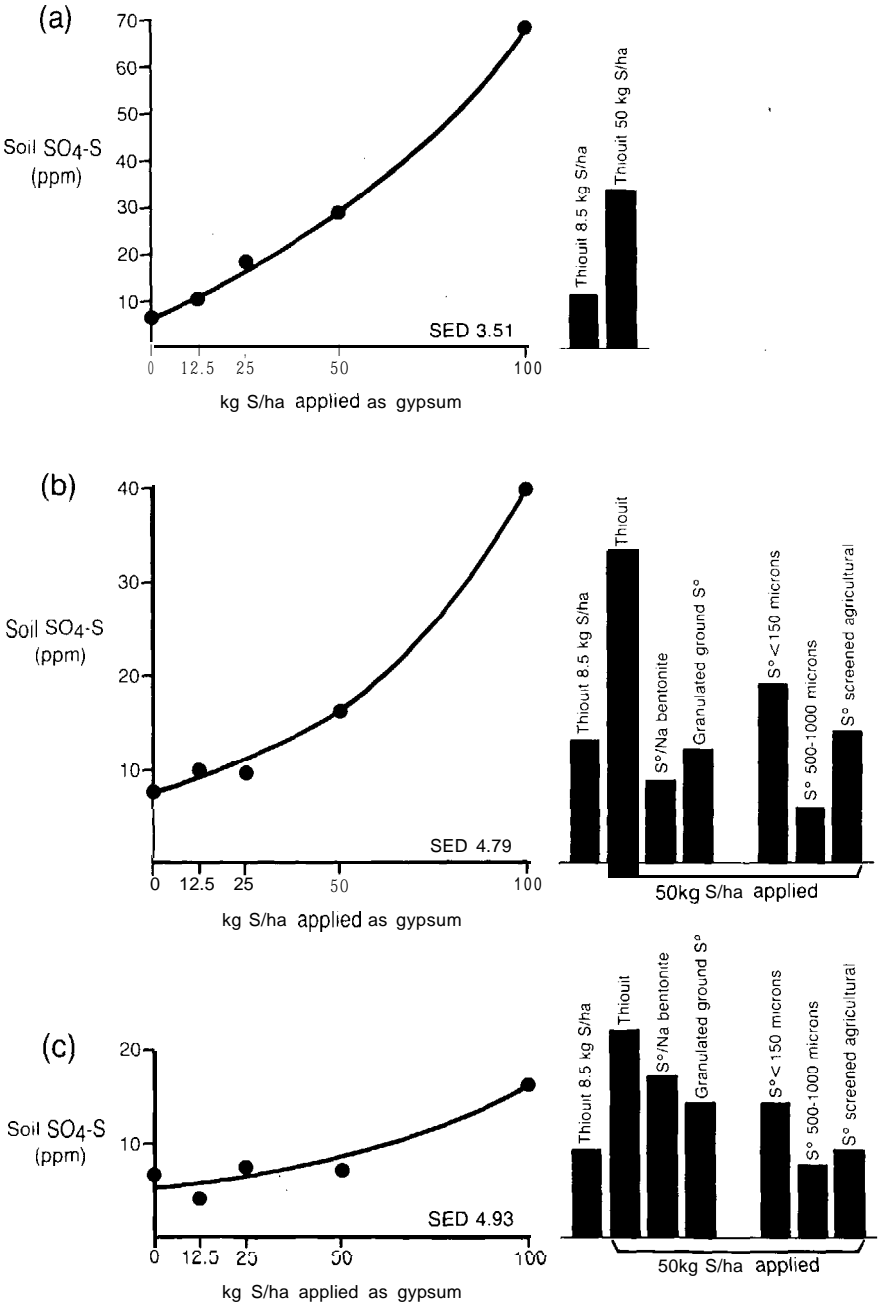 (a)
70
60
50
40
30
20
10
Soil SO4-S
(ppm)
SED 3.51
0 12.5 25 50 100
kg S/ha applied as gypsum
Thiouit 8.5 kg S/ha
Thiouit 50 kg S/ha
(b)
40
30
20
10
Soil SO4-S
(ppm)
SED 4.79
0 12.5 25 50 100
kg S/ha applied as gypsum
Thiouit 8.5 kg S/ha
Thiouit
S°/Na bentonite
Granulated ground S°
S° <150 microns
S° 500-1000 microns
S° screened agricultural
50kg S/ha applied
(c)
20
10
Soil SO4-S
(ppm)
SED 4.93
0 12.5 25 50 100
kg S/ha applied as gypsum
Thiouit 8.5 kg S/ha
Thiouit
S°/Na bentonite
Granulated ground S°
S°< 150 microns
S° 500-1000 microns
S° screened agricultural
50kg S/ha applied